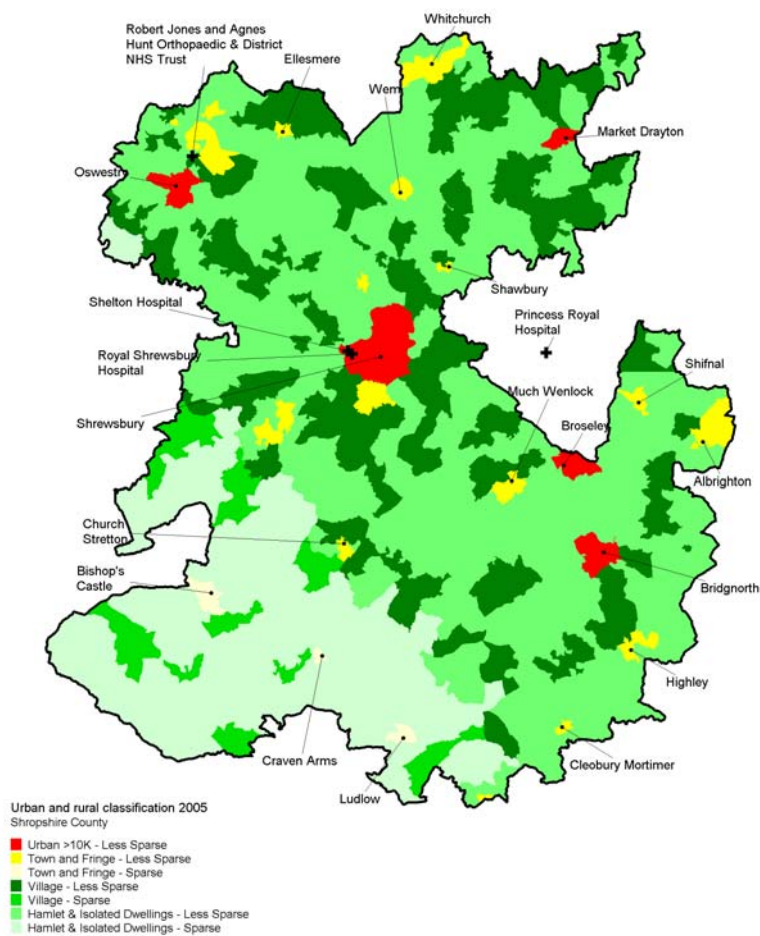 Whitchurch
Robert Jones and Agnes
Hunt Orthopaedic & District
NHS Trust
Ellesmere
Wem
Market Drayton
Oswestry
Shawbury
Shelton Hospital
Princess Royal
Hospital
Royal Shrewsbury
Hospital
Shifnal
Much Wenlock
Shrewsbury
Broseley
Albrighton
Church
Stretton
Bishop's
Castle
Bridgnorth
Highley
Craven Arms
Cleobury Mortimer
Ludlow
Urban and rural classification 2005
Shropshire County
Urban >10K - Less Sparse
Town and Fringe - Less Sparse
Town and Fringe - Sparse
Village - Less Sparse
Village - Sparse
Hamlet & Isolated Dwellings - Less Sparse
Hamlet & Isolated Dwellings - Sparse